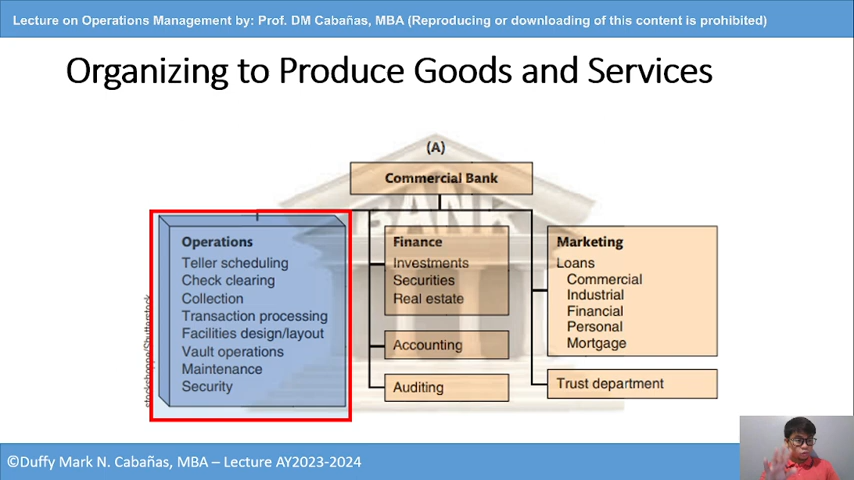 Lecture on Operations Management by: Prof. DM Cabañas, MBA (Reproducing or downloading of this content is prohibited)
Organizing to Produce Goods and Services
(A)
Commercial Bank
BANK
Operations
Teller scheduling
Check clearing
Collection
Transaction processing
Facilities design/layout
Vault operations
Maintenance
Security
Finance
Investments
Securities
Real estate
Accounting
Auditing
Marketing
Loans
Commercial
Industrial
Financial
Personal
Mortgage
Trust department
stockshoppe/Shutterstock
©Duffy Mark N. Cabañas, MBA – Lecture AY2023-2024